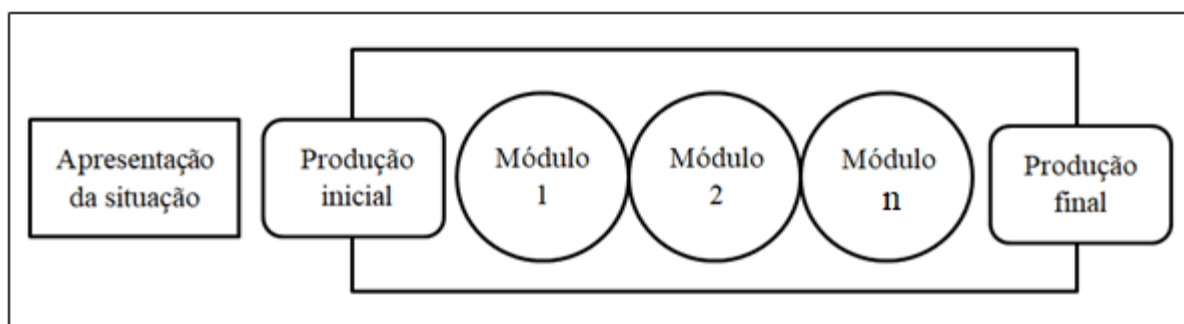 Apresentação
da situação
Produção
inicial
Módulo
1
Módulo
2
Módulo
n
Produção
final